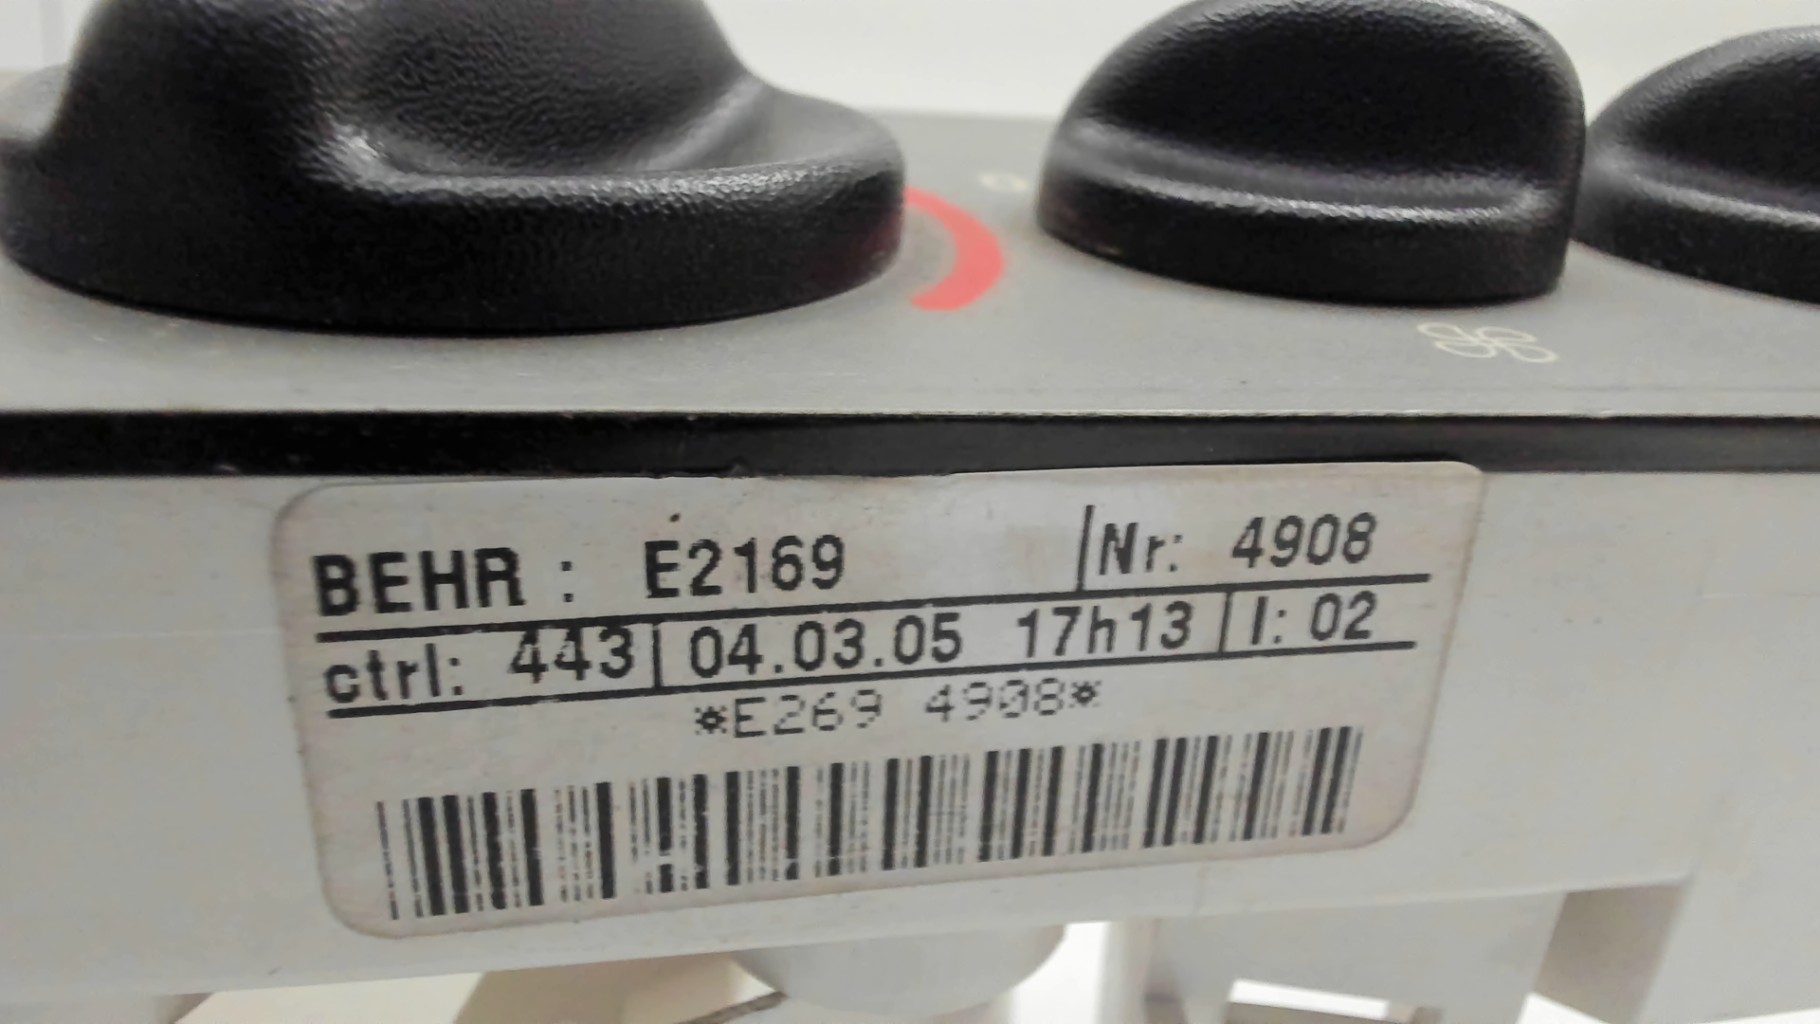 BEHR : E2169 Nr: 4908
ctrl: 443 04.03.05 17h13 I: 02
*E269 4908*